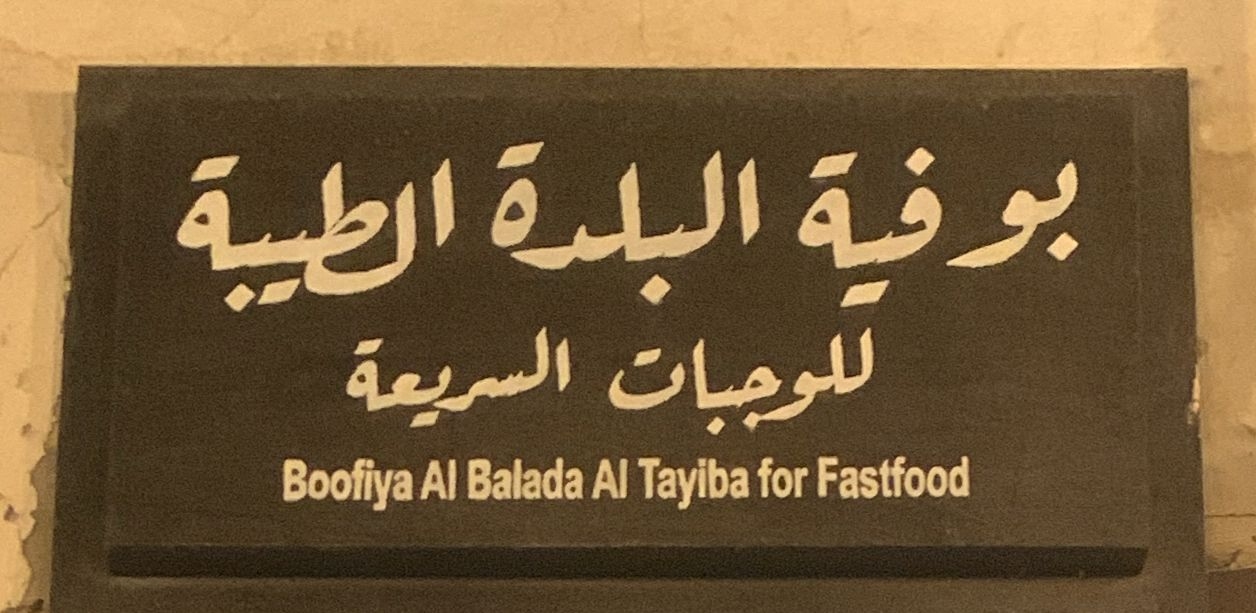 بوفية البلدة الطيبة
للوجبات السريعة
Boofiya Al Balada Al Tayiba for Fastfood